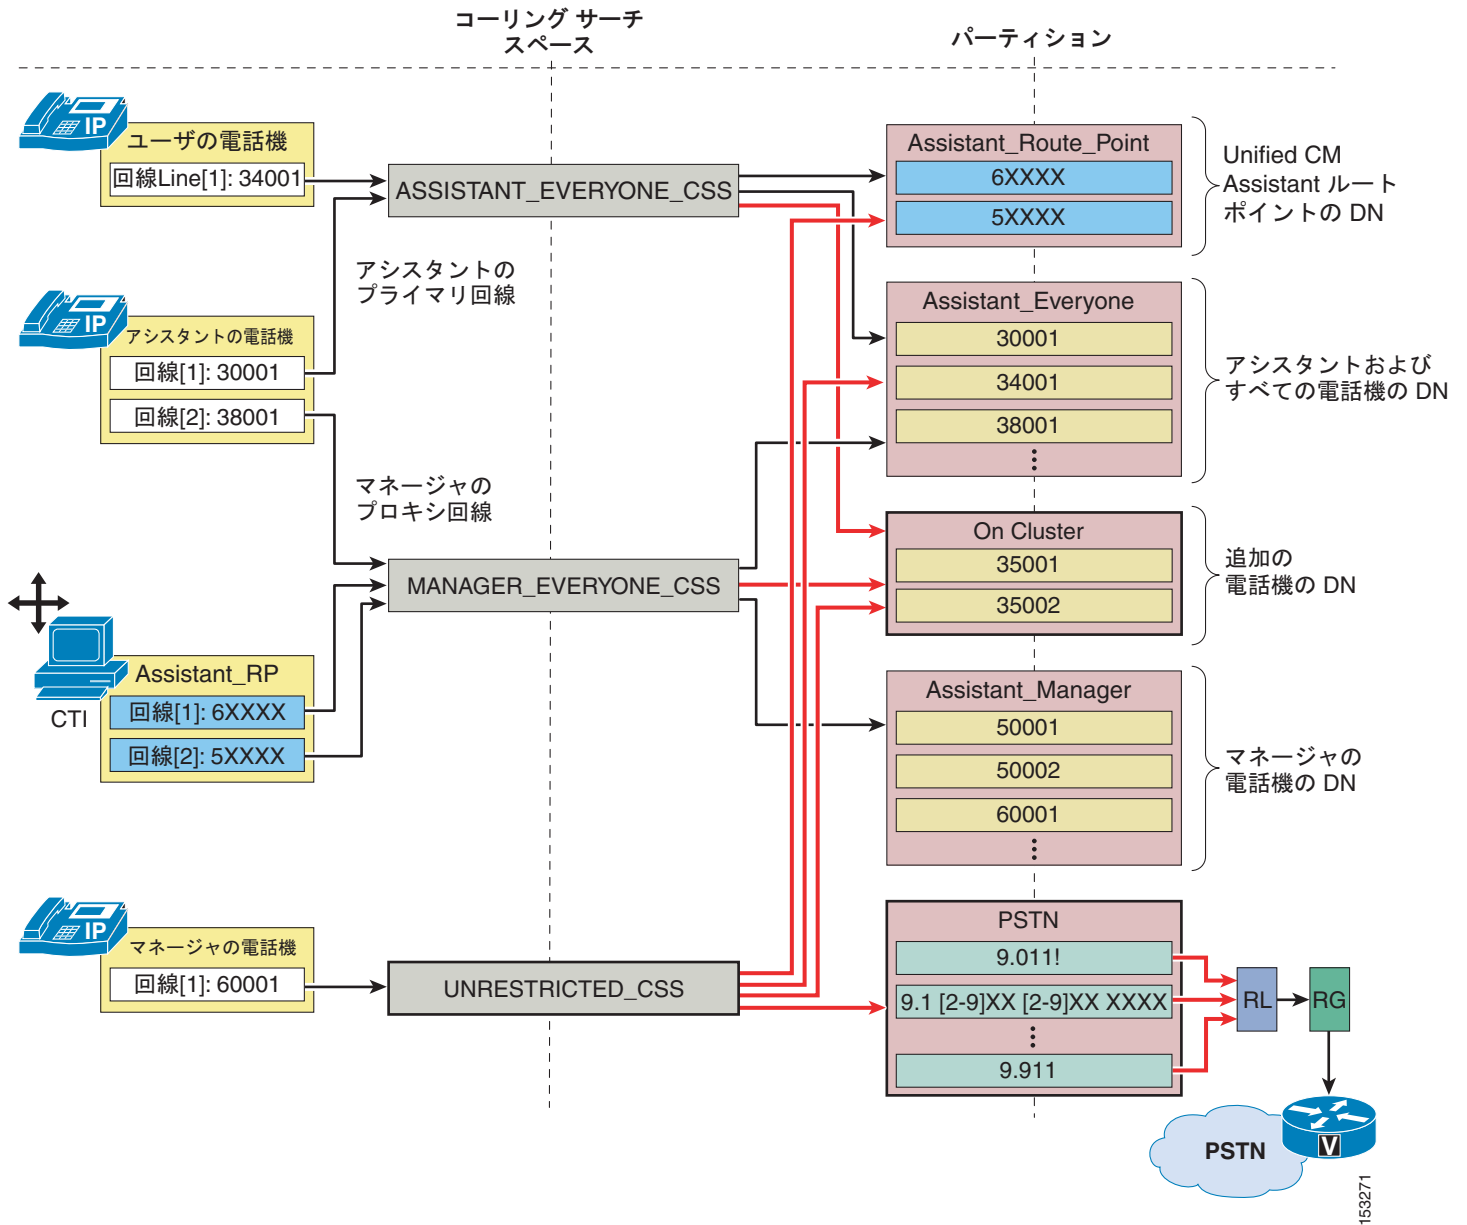 コーリング サーチ
スペース
パーティション
IP
ユーザの電話機
回線Line[1]: 34001
ASSISTANT_EVERYONE_CSS
Assistant_Route_Point
6XXXX
5XXXX
Unified CM
Assistant ルート
ポイントの DN
アシスタントの
プライマリ回線
IP
アシスタントの電話機
回線[1]: 30001
回線[2]: 38001
Assistant_Everyone
30001
34001
38001
アシスタントおよび
すべての電話機の DN
マネージャの
プロキシ回線
MANAGER_EVERYONE_CSS
On Cluster
35001
35002
追加の
電話機の DN
CTI
Assistant_RP
回線[1]: 6XXXX
回線[2]: 5XXXX
Assistant_Manager
50001
50002
60001
マネージャの
電話機の DN
IP
マネージャの電話機
回線[1]: 60001
UNRESTRICTED_CSS
PSTN
9.011!
9.1 [2-9]XX [2-9]XX XXXX
9.911
RL
RG
PSTN
V
153271